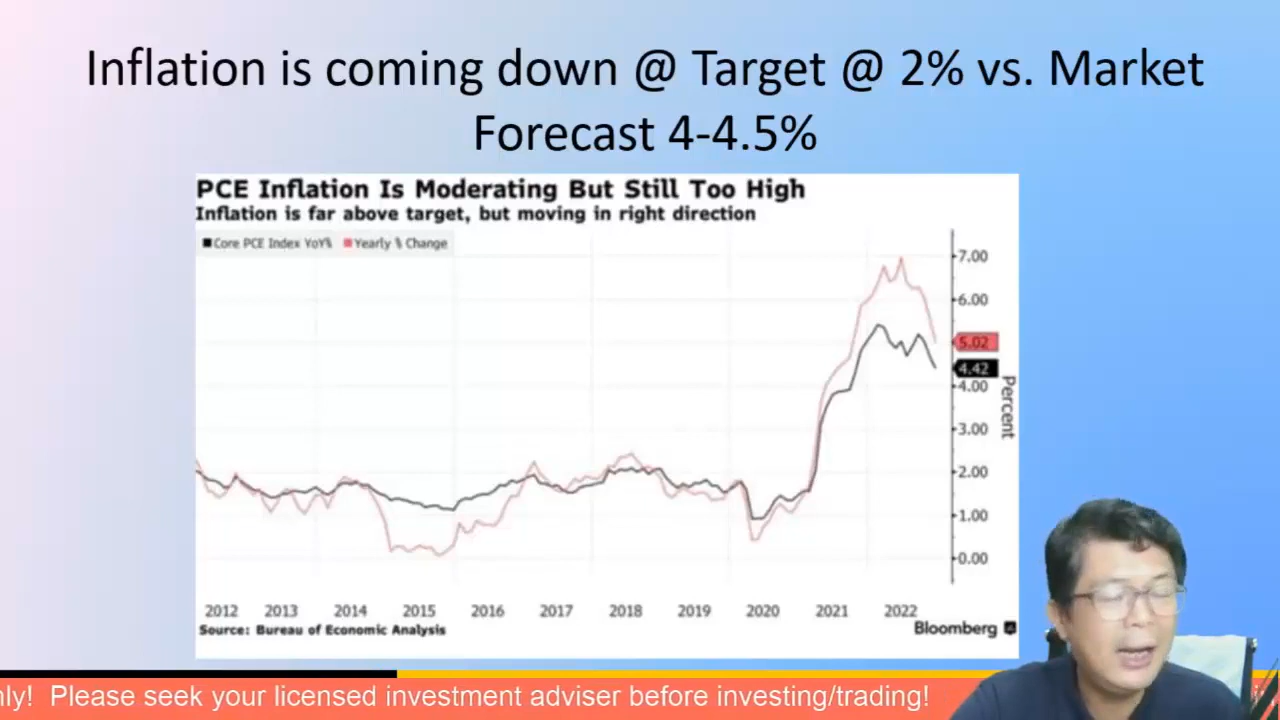 Inflation is coming down @ Target @ 2% vs. Market
Forecast 4-4.5%
PCE Inflation Is Moderating But Still Too High
Inflation is far above target, but moving in right direction
Core PCE Index YoY% Yearly % Change
7.00
6.00
5.02
4.42
4.00
3.00
2.00
1.00
0.00
Percent
2012 2013 2014 2015 2016 2017 2018 2019 2020 2021 2022
Source: Bureau of Economic Analysis
Bloomberg
nly! Please seek your licensed investment adviser before investing/trading!